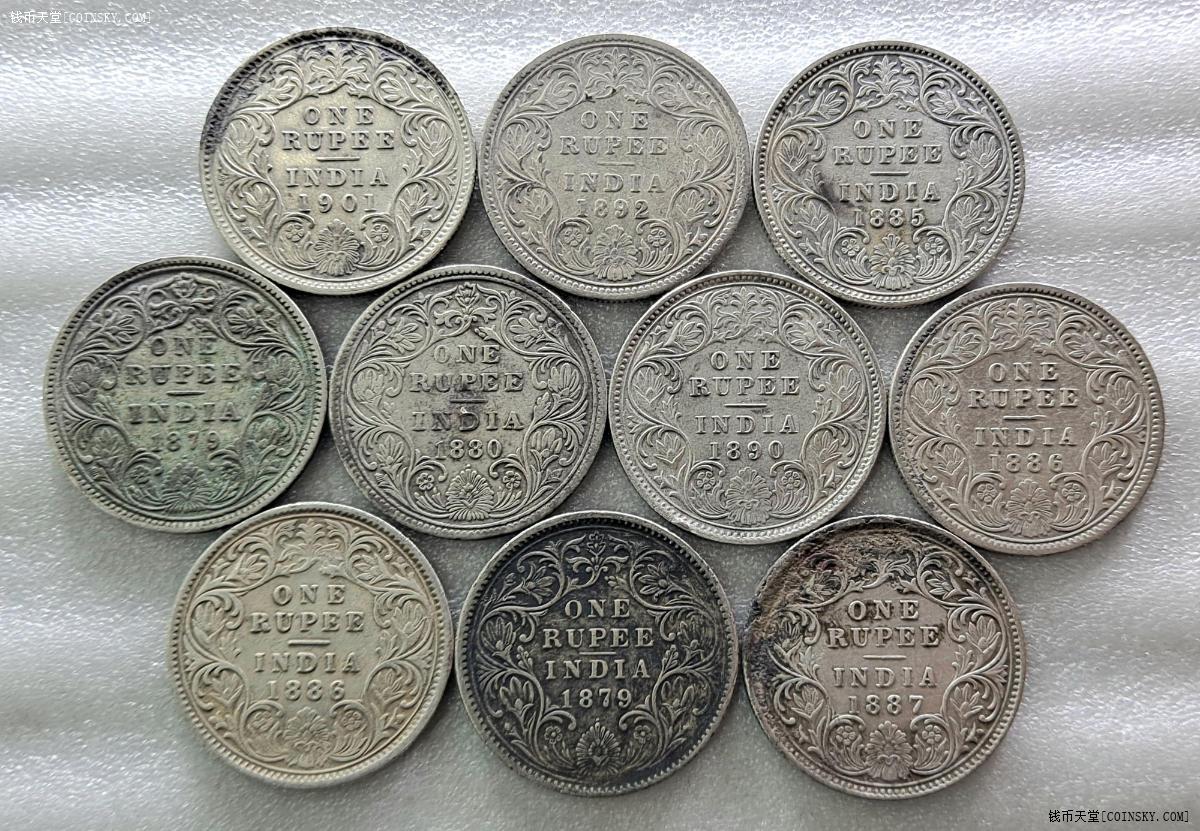 钱币天堂[COINSKY.COM]
ONE
RUPEE
INDIA
1901
ONE
RUPEE
INDIA
1892
ONE
RUPEE
INDIA
1885
ONE
RUPEE
INDIA
1879
ONE
RUPEE
INDIA
1880
ONE
RUPEE
INDIA
1890
ONE
RUPEE
INDIA
1886
ONE
RUPEE
INDIA
1886
ONE
RUPEE
INDIA
1879
ONE
RUPEE
INDIA
1887
钱币天堂[COINSKY.COM]